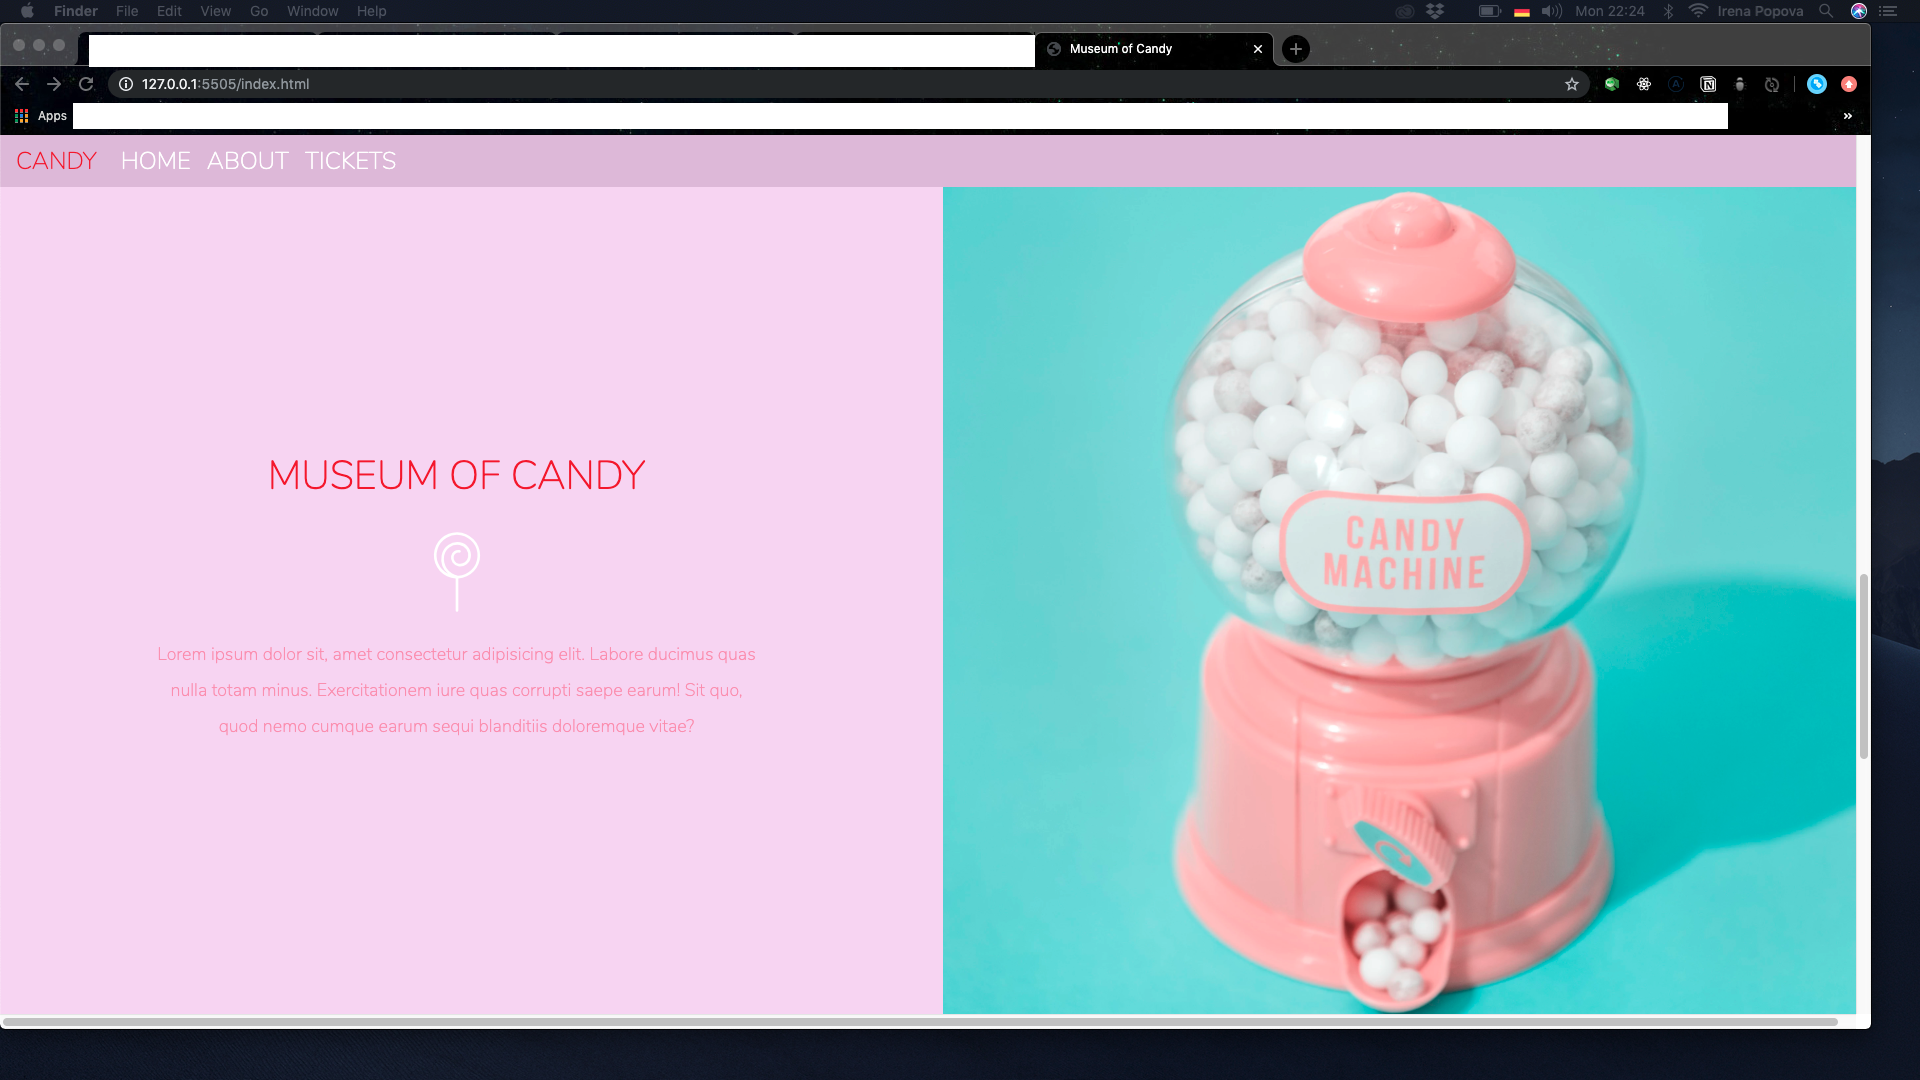 Finder File Edit View Go Window Help Mon 22:24 Irena Popova
Museum of Candy
127.0.0.1:5505/index.html
Apps »
CANDY HOME ABOUT TICKETS
MUSEUM OF CANDY
Lorem ipsum dolor sit, amet consectetur adipisicing elit. Labore ducimus quas
nulla totam minus. Exercitationem iure quas corrupti saepe earum! Sit quo,
quod nemo cumque earum sequi blanditiis doloremque vitae?
CANDY
MACHINE